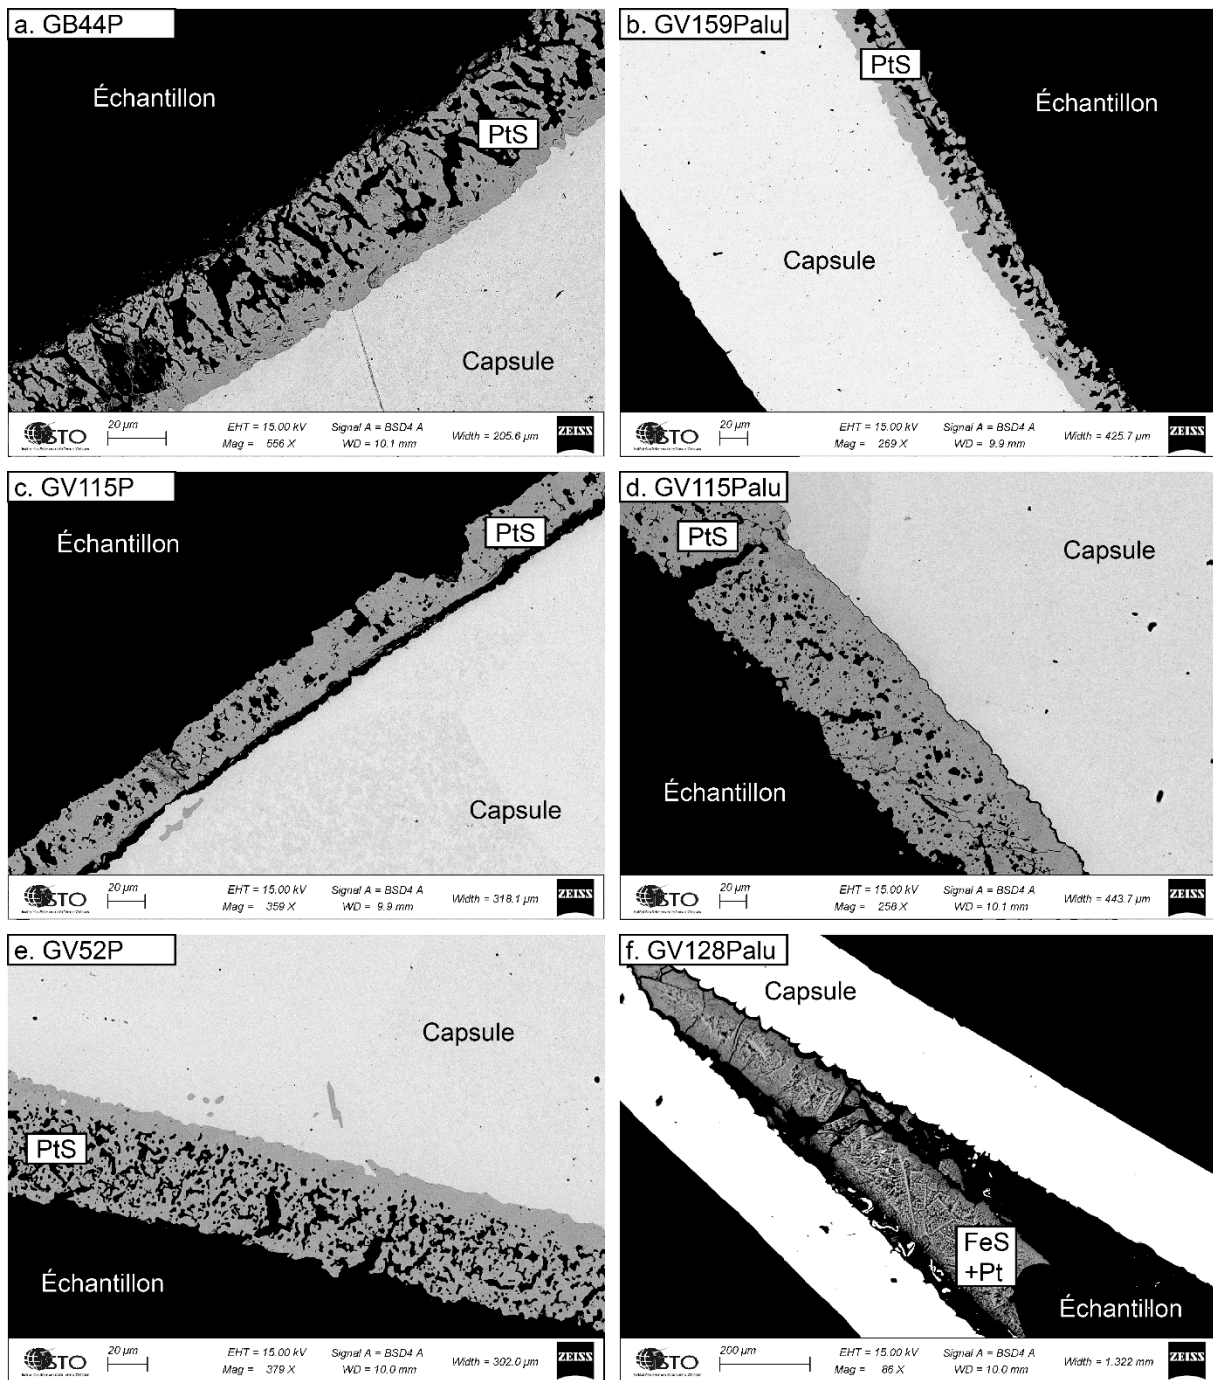 a. GB44P
Échantillon
PtS
Capsule
20 µm
EHT = 15.00 kV Signal A = BSD4 A
Mag = 556 X WD = 10.1 mm
Width = 205.6 µm
ISTO
ZEISS
b. GV159Palu
PtS
Échantillon
Capsule
20 µm
EHT = 15.00 kV Signal A = BSD4 A
Mag = 269 X WD = 9.9 mm
Width = 425.7 µm
ISTO
ZEISS
c. GV115P
PtS
Échantillon
Capsule
20 µm
EHT = 15.00 kV Signal A = BSD4 A
Mag = 359 X WD = 9.9 mm
Width = 318.1 µm
ISTO
ZEISS
d. GV115Palu
PtS
Capsule
Échantillon
20 µm
EHT = 15.00 kV Signal A = BSD4 A
Mag = 258 X WD = 10.1 mm
Width = 443.7 µm
ISTO
ZEISS
e. GV52P
Capsule
PtS
Échantillon
20 µm
EHT = 15.00 kV Signal A = BSD4 A
Mag = 379 X WD = 10.0 mm
Width = 302.0 µm
ISTO
ZEISS
f. GV128Palu
Capsule
FeS
+Pt
Échantillon
200 µm
EHT = 15.00 kV Signal A = BSD4 A
Mag = 86 X WD = 10.0 mm
Width = 1.322 mm
ISTO
ZEISS